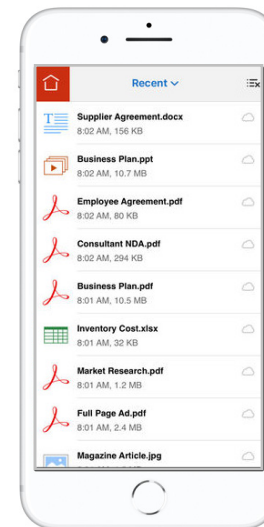 Recent
Supplier Agreement.docx
8:02 AM, 156 KB
Business Plan.ppt
8:02 AM, 10.7 MB
Employee Agreement.pdf
8:02 AM, 80 KB
Consultant NDA.pdf
8:02 AM, 294 KB
Business Plan.pdf
8:01 AM, 10.5 MB
Inventory Cost.xlsx
8:01 AM, 32 KB
Market Research.pdf
8:01 AM, 1.2 MB
Full Page Ad.pdf
8:01 AM, 2.4 MB
Magazine Article.jpg